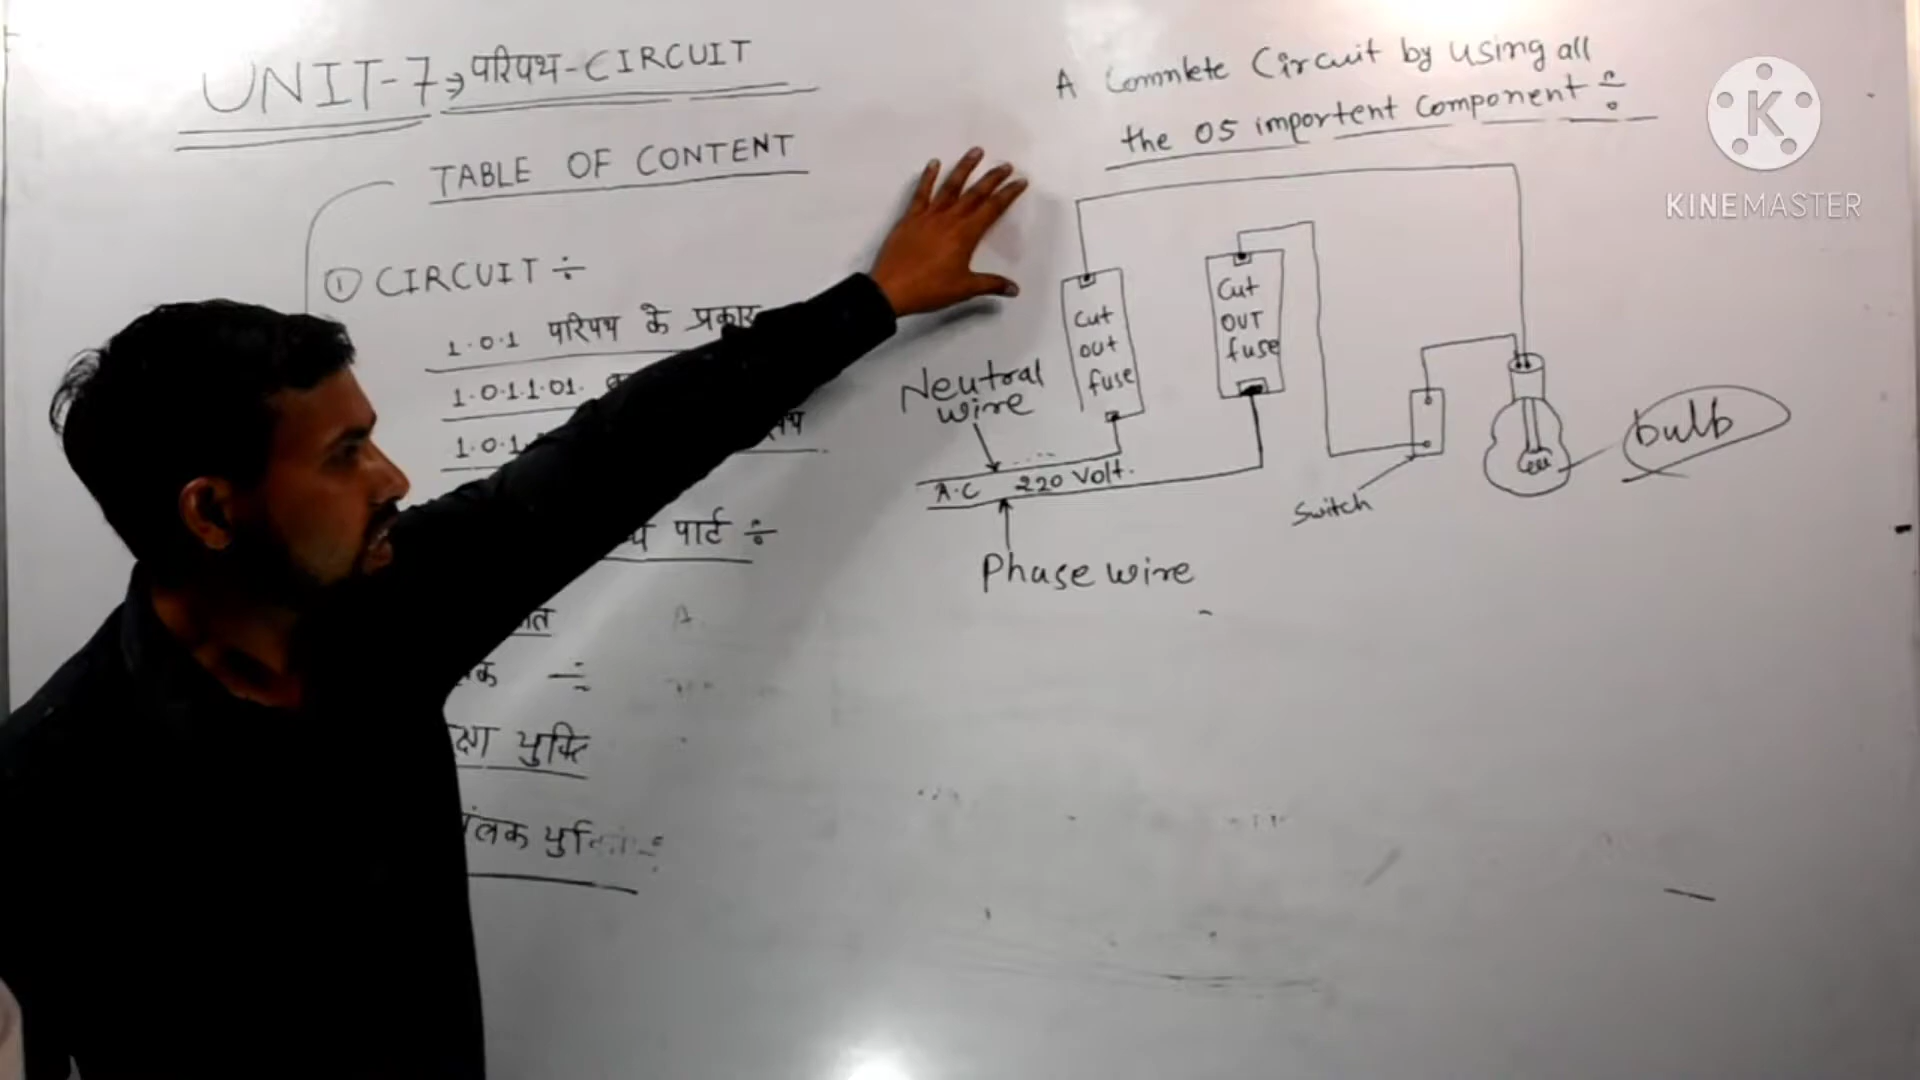 UNIT-7→परिपथ-CIRCUIT
TABLE OF CONTENT
① CIRCUIT ÷
1.0.1 परिपथ के प्रकार
1.0.1.1.01.
1.0.1
पार्ट ÷
युक्ति
A Comnlete Circuit by using all
the 05 importent Component ÷
Cut
out
fuse
Cut
OUT
fuse
Neutral
wire
A.C 220 Volt.
Phase wire
Switch
bulb
K
KINEMASTER